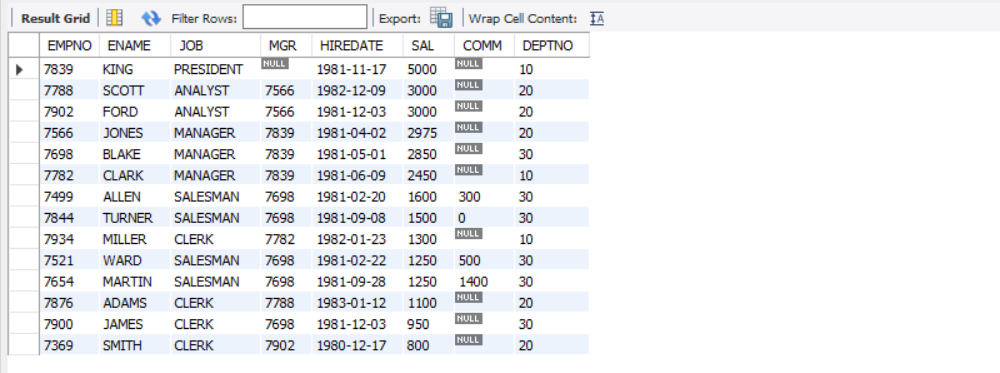 Result Grid Filter Rows: Export: Wrap Cell Content: IA
EMPNO ENAME JOB MGR HIREDATE SAL COMM DEPTNO
7839 KING PRESIDENT NULL 1981-11-17 5000 NULL 10
7788 SCOTT ANALYST 7566 1982-12-09 3000 NULL 20
7902 FORD ANALYST 7566 1981-12-03 3000 NULL 20
7566 JONES MANAGER 7839 1981-04-02 2975 NULL 20
7698 BLAKE MANAGER 7839 1981-05-01 2850 NULL 30
7782 CLARK MANAGER 7839 1981-06-09 2450 NULL 10
7499 ALLEN SALESMAN 7698 1981-02-20 1600 300 30
7844 TURNER SALESMAN 7698 1981-09-08 1500 0 30
7934 MILLER CLERK 7782 1982-01-23 1300 NULL 10
7521 WARD SALESMAN 7698 1981-02-22 1250 500 30
7654 MARTIN SALESMAN 7698 1981-09-28 1250 1400 30
7876 ADAMS CLERK 7788 1983-01-12 1100 NULL 20
7900 JAMES CLERK 7698 1981-12-03 950 NULL 30
7369 SMITH CLERK 7902 1980-12-17 800 NULL 20